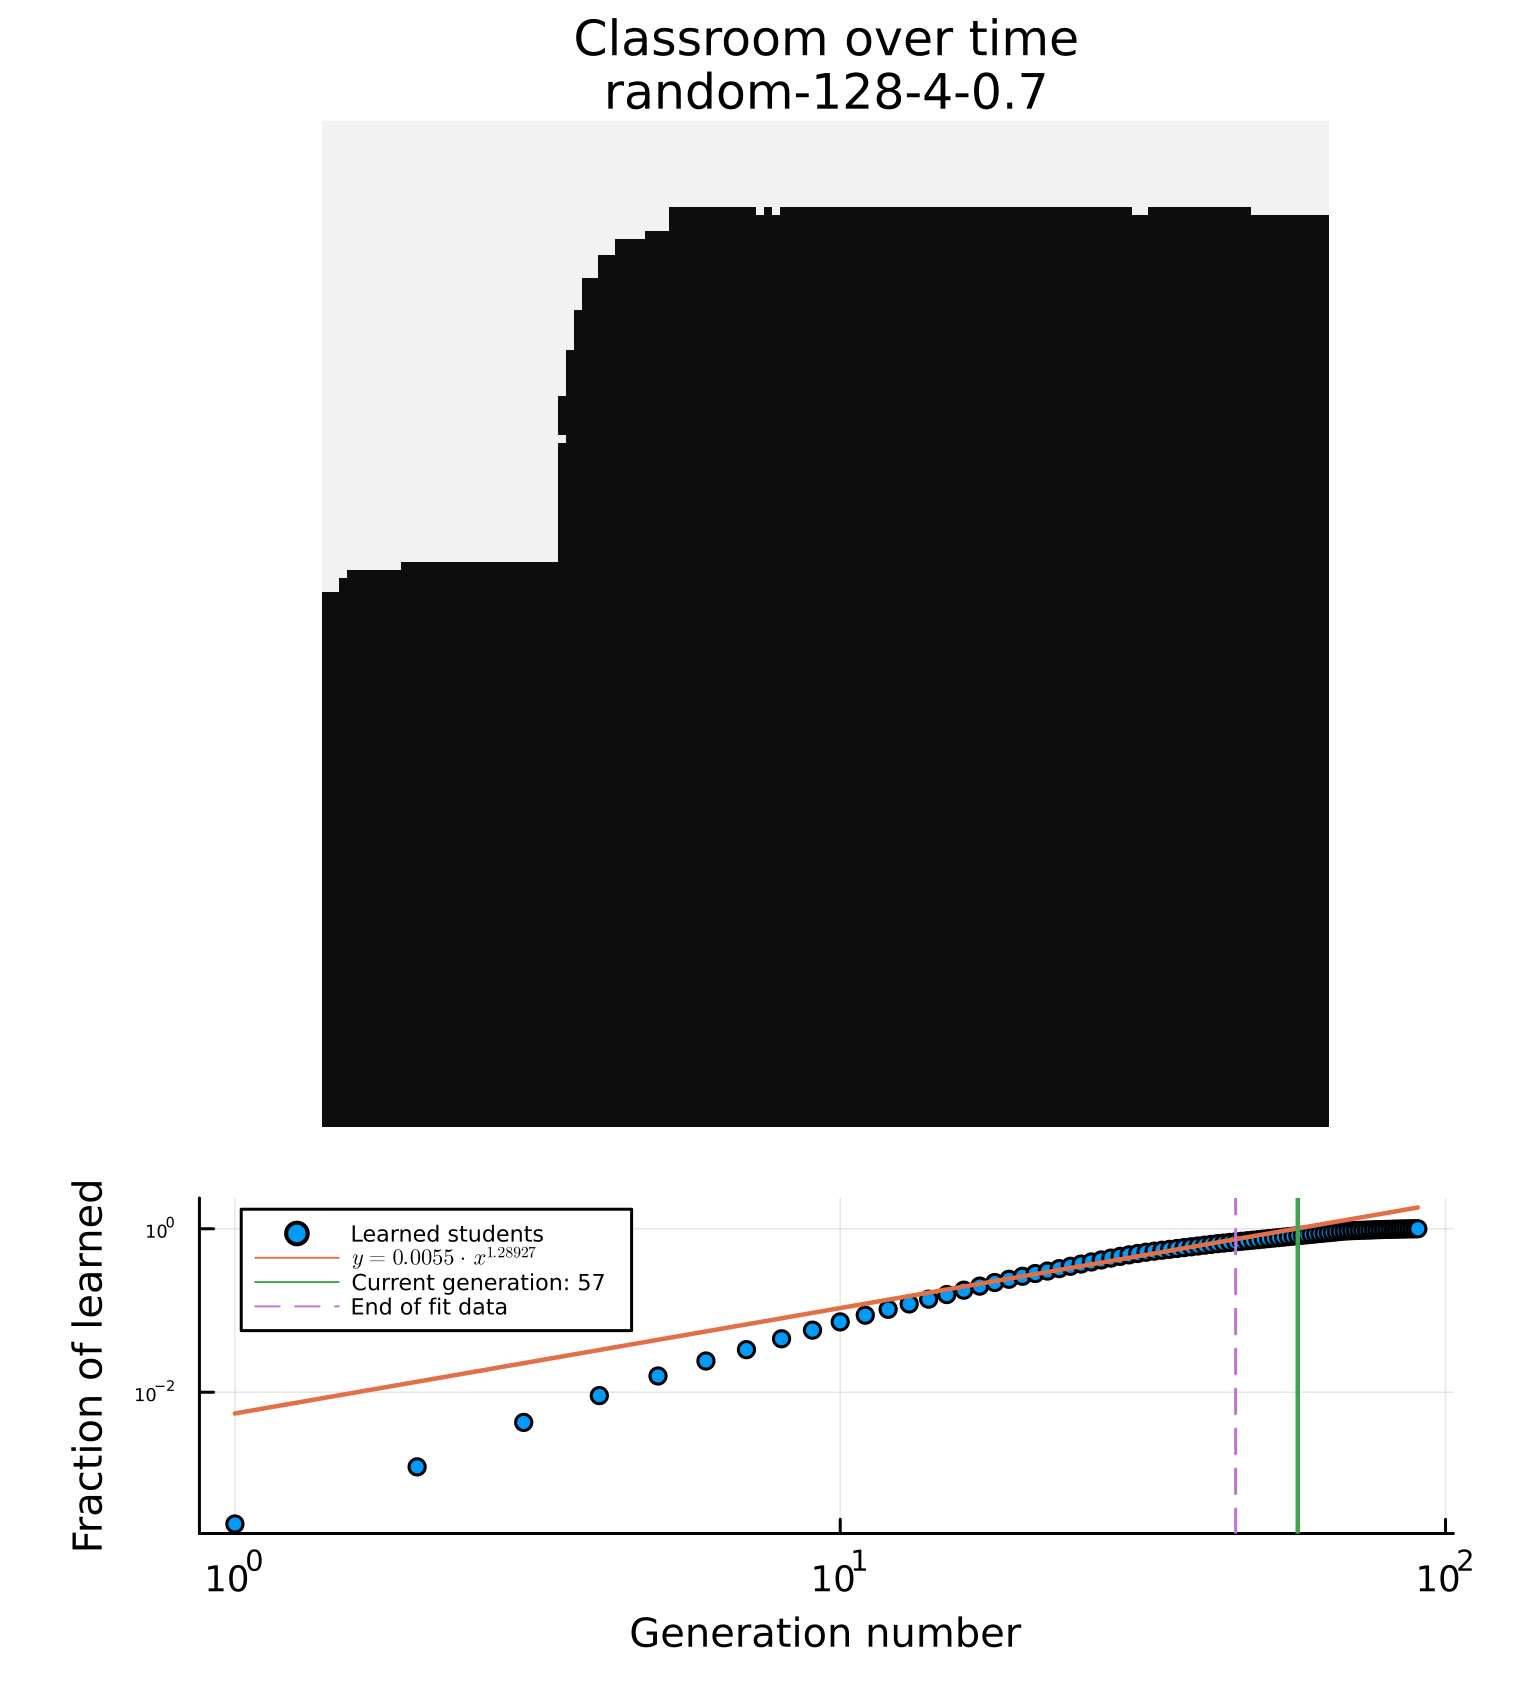 Classroom over time
random-128-4-0.7
Fraction of learned
10^0
10^-2
Learned students
y = 0.0055 · x^1.28927
Current generation: 57
End of fit data
10^0 10^1 10^2
Generation number